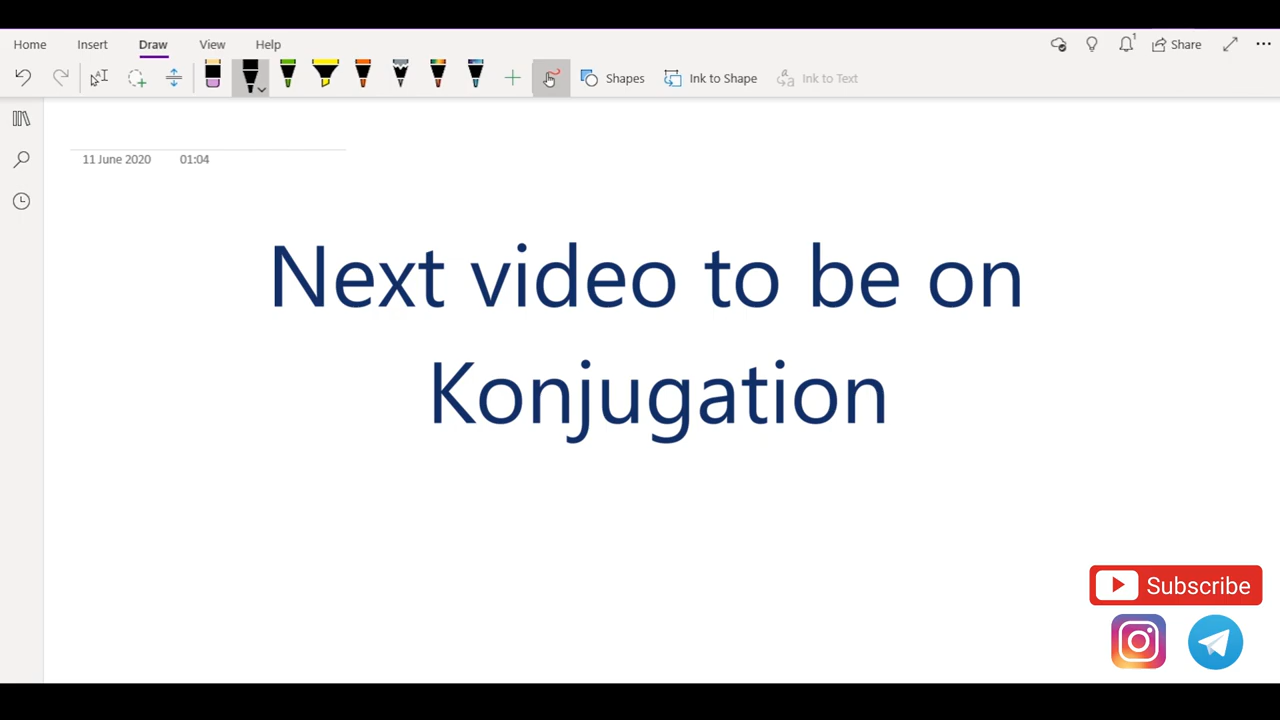 Home Insert Draw View Help Share
Shapes Ink to Shape Ink to Text
11 June 2020 01:04
Next video to be on
Konjugation
Subscribe